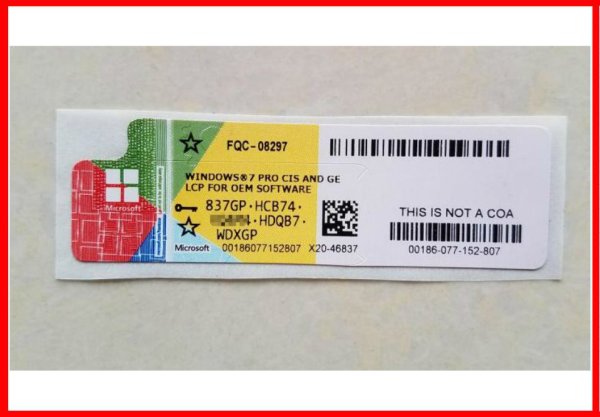 FQC-08297
WINDOWS®7 PRO CIS AND GE
LCP FOR OEM SOFTWARE
837GP·HCB74·
·HDQB7·
WDXGP
Microsoft 00186077152807 X20-46837
Microsoft
THIS IS NOT A COA
00186-077-152-807